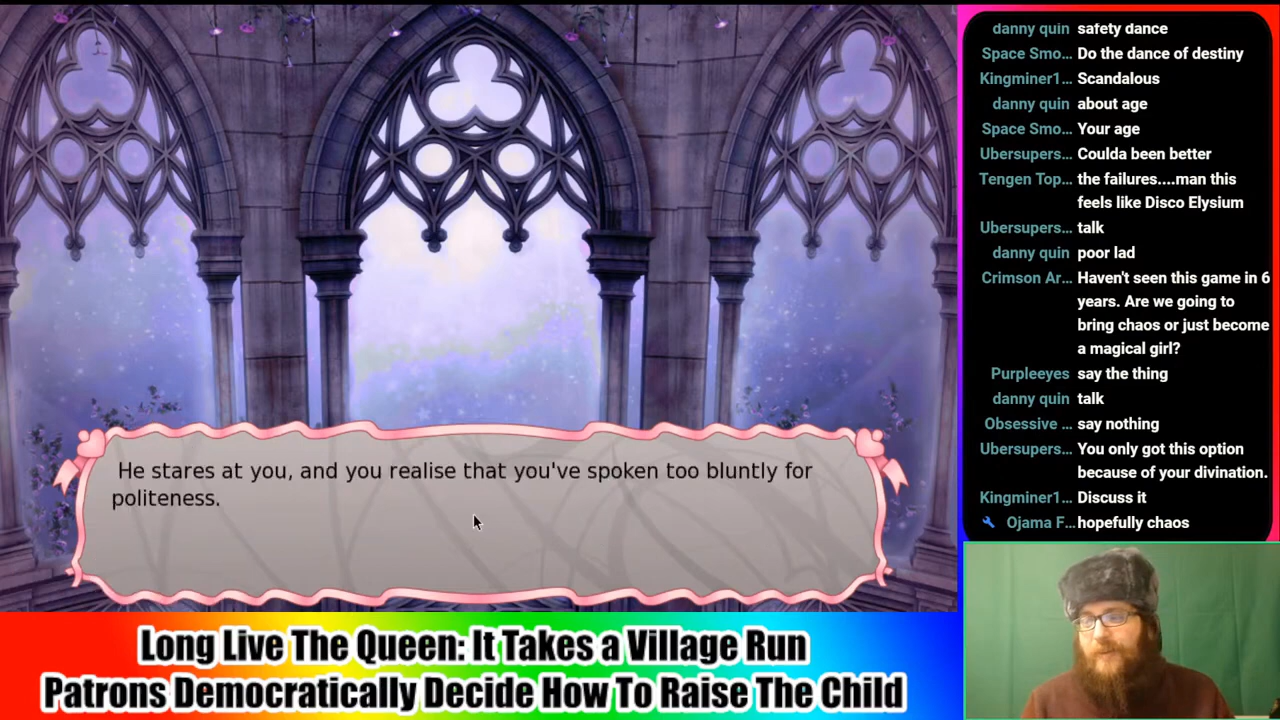 danny quin safety dance
Space Smo... Do the dance of destiny
Kingminer1... Scandalous
danny quin about age
Space Smo... Your age
Ubersupers... Coulda been better
Tengen Top... the failures....man this
feels like Disco Elysium
Ubersupers... talk
danny quin poor lad
Crimson Ar... Haven't seen this game in 6
years. Are we going to
bring chaos or just become
a magical girl?
Purpleeyes say the thing
danny quin talk
Obsessive ... say nothing
Ubersupers... You only got this option
because of your divination.
Kingminer1... Discuss it
Ojama F... hopefully chaos
He stares at you, and you realise that you've spoken too bluntly for
politeness.
Long Live The Queen: It Takes a Village Run
Patrons Democratically Decide How To Raise The Child